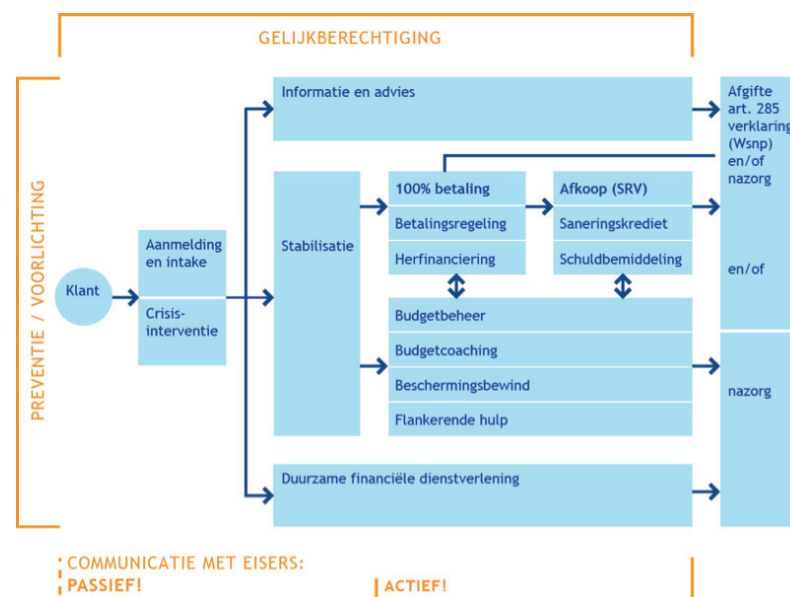 GELIJKBERECHTIGING
PREVENTIE / VOORLICHTING
Klant
Aanmelding
en intake
Crisis-
interventie
Informatie en advies
Stabilisatie
100% betaling
Betalingsregeling
Herfinanciering
Afkoop (SRV)
Saneringskrediet
Schuldbemiddeling
Budgetbeheer
Budgetcoaching
Beschermingsbewind
Flankerende hulp
Duurzame financiële dienstverlening
Afgifte
art. 285
verklaring
(Wsnp)
en/of
nazorg
en/of
nazorg
COMMUNICATIE MET EISERS:
PASSIEF!
ACTIEF!